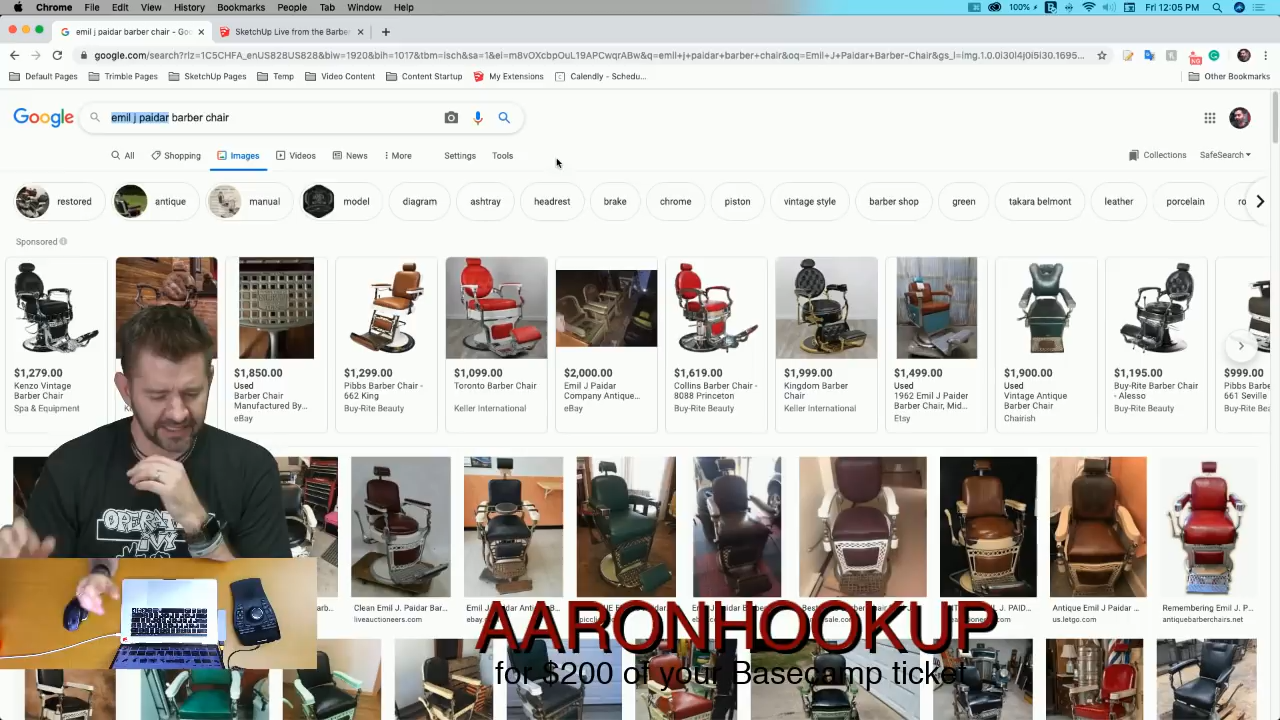 Chrome File Edit View History Bookmarks People Tab Window Help
100% Fri 12:05 PM
emil j paidar barber chair - Goo
SketchUp Live from the Barber
google.com/search?rlz=1C5CHFA_enUS828US828&biw=1920&bih=1017&tbm=isch&sa=1&ei=m8vOXcbpOuL19APCwqrABw&q=emil+j+paidar+barber+chair&oq=Emil+J+Paidar+Barber-Chair&gs_l=img.1.0.0i30l4j0i5i30.1695...
Default Pages Trimble Pages SketchUp Pages Temp Video Content Content Startup My Extensions Calendly - Schedu... Other Bookmarks
Google emil j paidar barber chair
All Shopping Images Videos News More Settings Tools Collections SafeSearch
restored antique manual model diagram ashtray headrest brake chrome piston vintage style barber shop green takara belmont leather porcelain
Sponsored
$1,279.00 $1,850.00 $1,299.00 $1,099.00 $2,000.00 $1,619.00 $1,999.00 $1,499.00 $1,900.00 $1,195.00 $999.00
Kenzo Vintage Barber Chair
Spa & Equipment
Used
Barber Chair
Manufactured By...
eBay
Pibbs Barber Chair -
662 King
Buy-Rite Beauty
Toronto Barber Chair
Keller International
Emil J Paidar
Company Antique...
eBay
Collins Barber Chair -
8088 Princeton
Buy-Rite Beauty
Kingdom Barber
Chair
Keller International
Used
1962 Emil J Paider
Barber Chair, Mid...
Etsy
Used
Vintage Antique
Barber Chair
Chairish
Buy-Rite Barber Chair
- Alesso
Buy-Rite Beauty
Pibbs Barbe
661 Seville
Buy-Rite Be
OPERATION
IVY
Clean Emil J. Paidar Bar...
liveauctioneers.com
Emil J Paidar Antique B...
Antique Emil J Paidar ...
us.letgo.com
Remembering Emil J. P...
antiquebarberchairs.net
AARONHOOKUP
for $200 of your Basecamp ticket